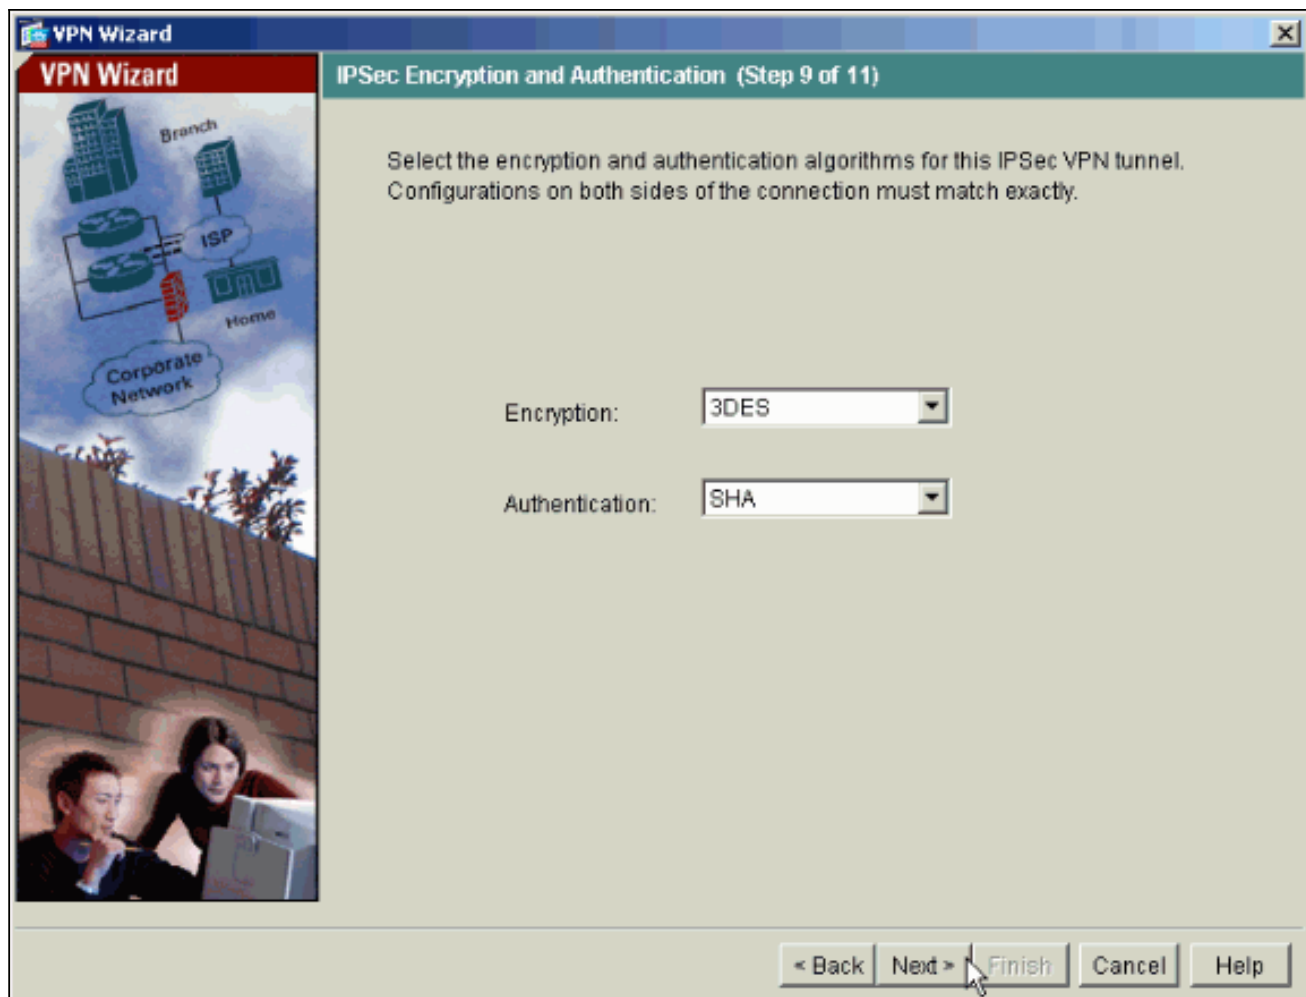 VPN Wizard
VPN Wizard
IPSec Encryption and Authentication (Step 9 of 11)
Branch
ISP
Home
Corporate
Network
Select the encryption and authentication algorithms for this IPSec VPN tunnel.
Configurations on both sides of the connection must match exactly.
Encryption: 3DES
Authentication: SHA
< Back Next > Finish Cancel Help